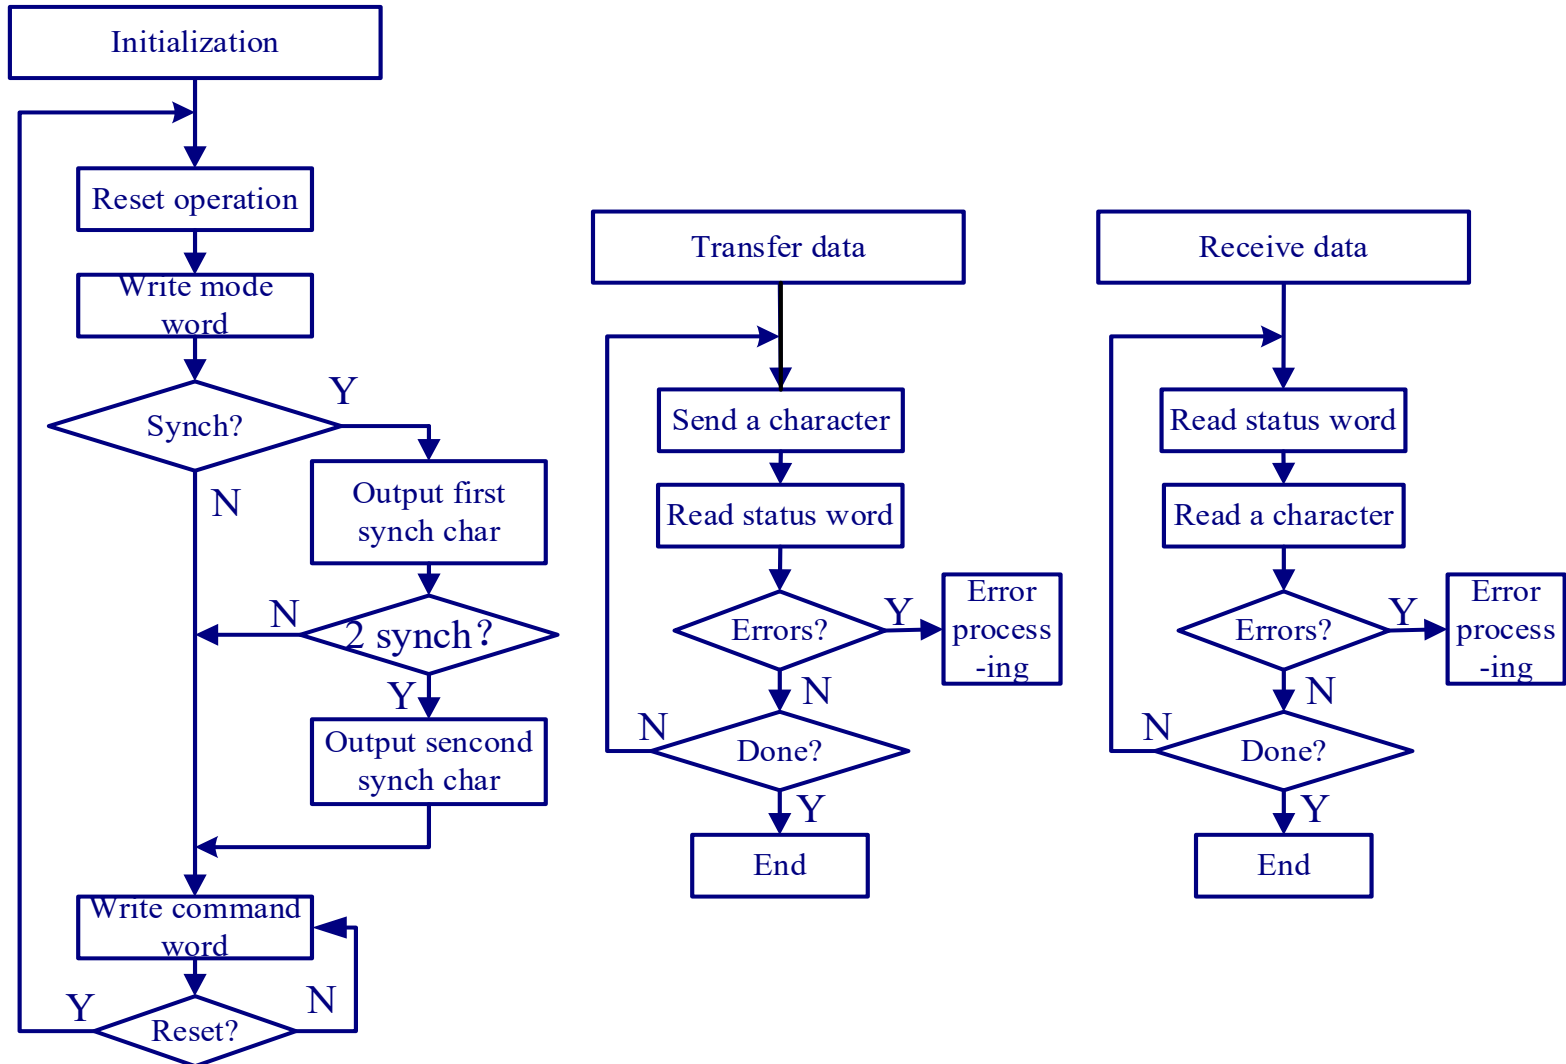 Initialization
Reset operation
Write mode
word
Synch?
Y
N
Output first
synch char
2 synch?
N
Y
Output sencond
synch char
Write command
word
Reset?
Y
N
Transfer data
Send a character
Read status word
Errors?
Y
Error
process
-ing
N
Done?
N
Y
End
Receive data
Read status word
Read a character
Errors?
Y
Error
process
-ing
N
Done?
N
Y
End